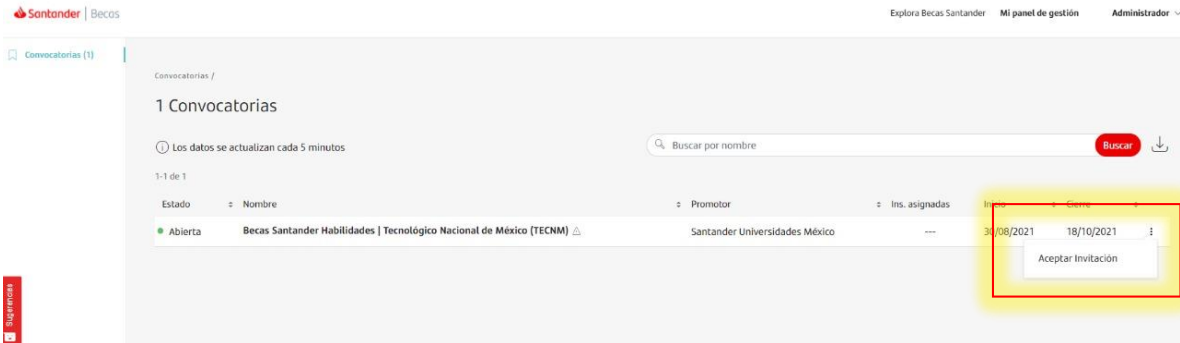 Santander | Becas
Explora Becas Santander Mi panel de gestión Administrador
Convocatorias (1)
Convocatorias /
1 Convocatorias
Los datos se actualizan cada 5 minutos
Buscar por nombre
Buscar
1-1 de 1
Estado Nombre Promotor Ins. asignadas Inicio Cierre
Abierta Becas Santander Habilidades | Tecnológico Nacional de México (TECNM) Santander Universidades México --- 30/08/2021 18/10/2021
Aceptar Invitación
Sugerencias